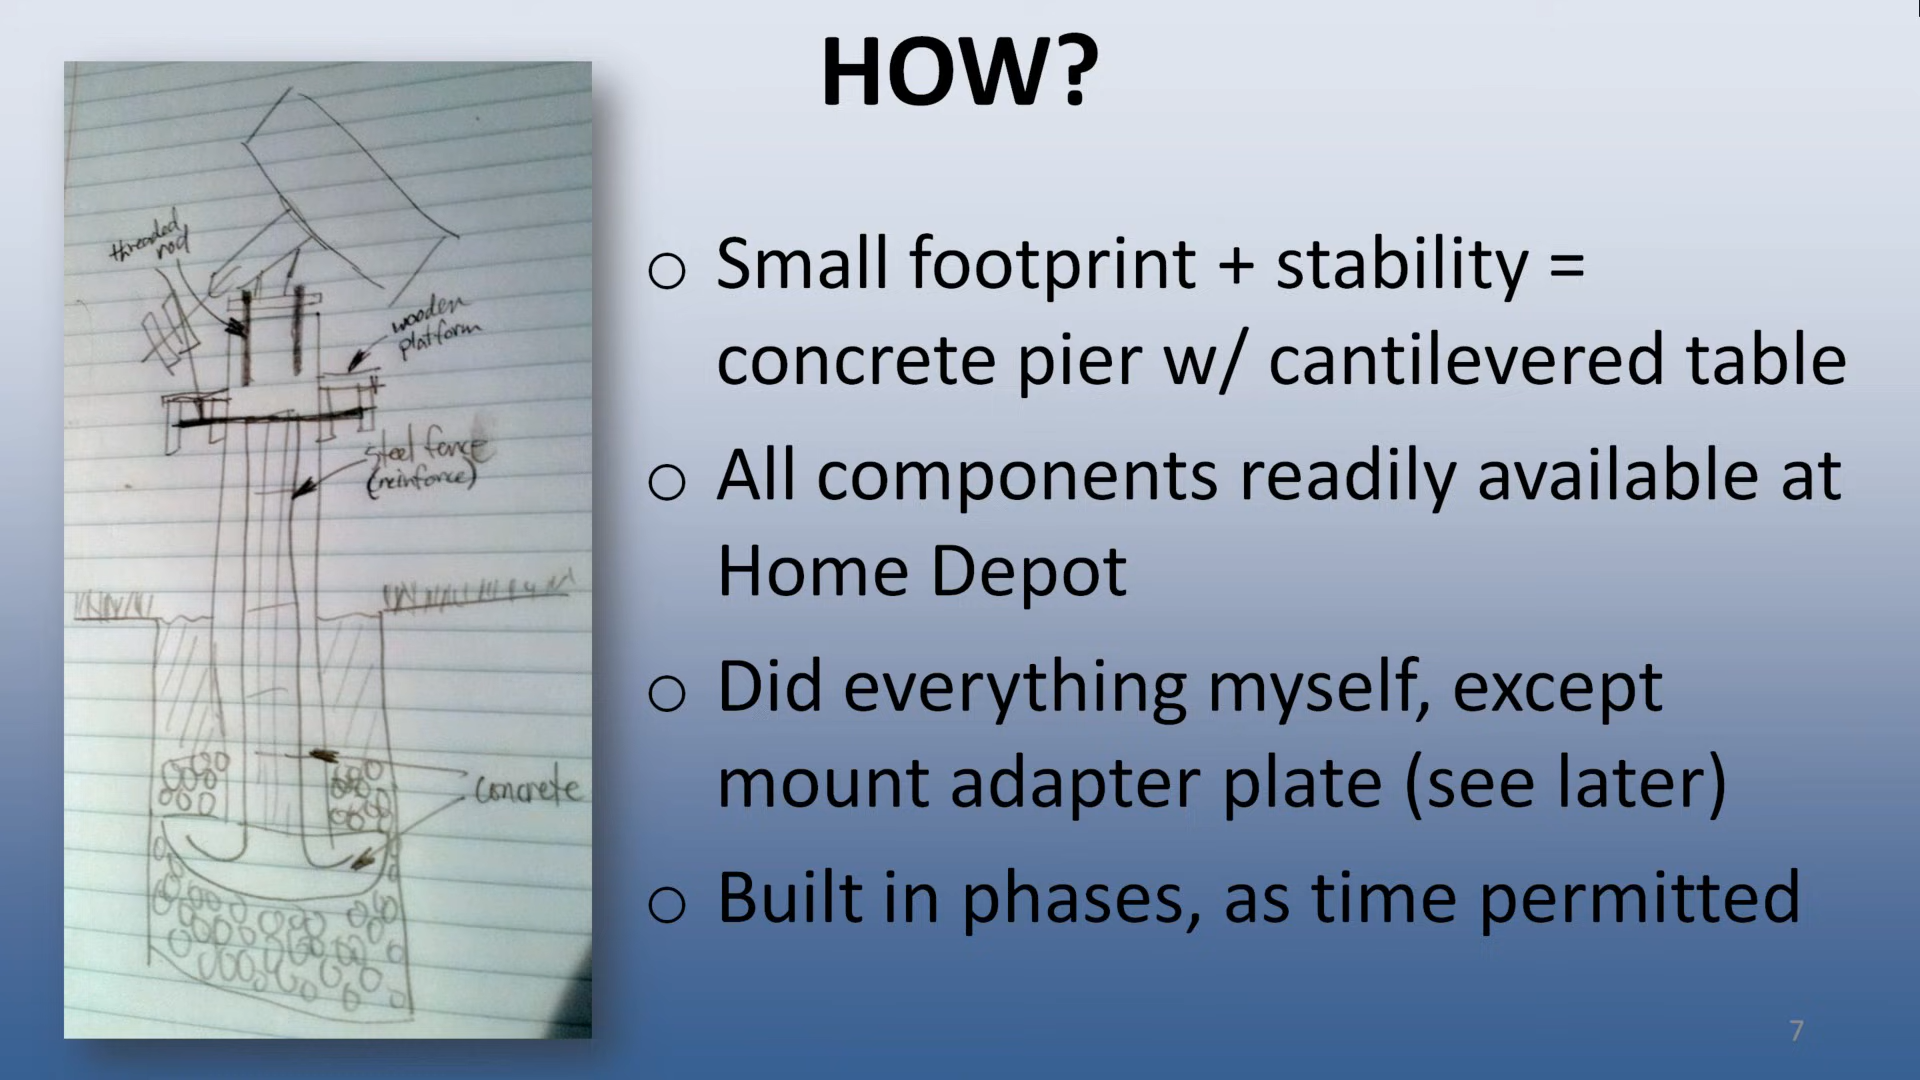 HOW?
threaded
rod
wooden
platform
steel fence
(reinforce)
concrete
○ Small footprint + stability =
concrete pier w/ cantilevered table
○ All components readily available at
Home Depot
○ Did everything myself, except
mount adapter plate (see later)
○ Built in phases, as time permitted
7